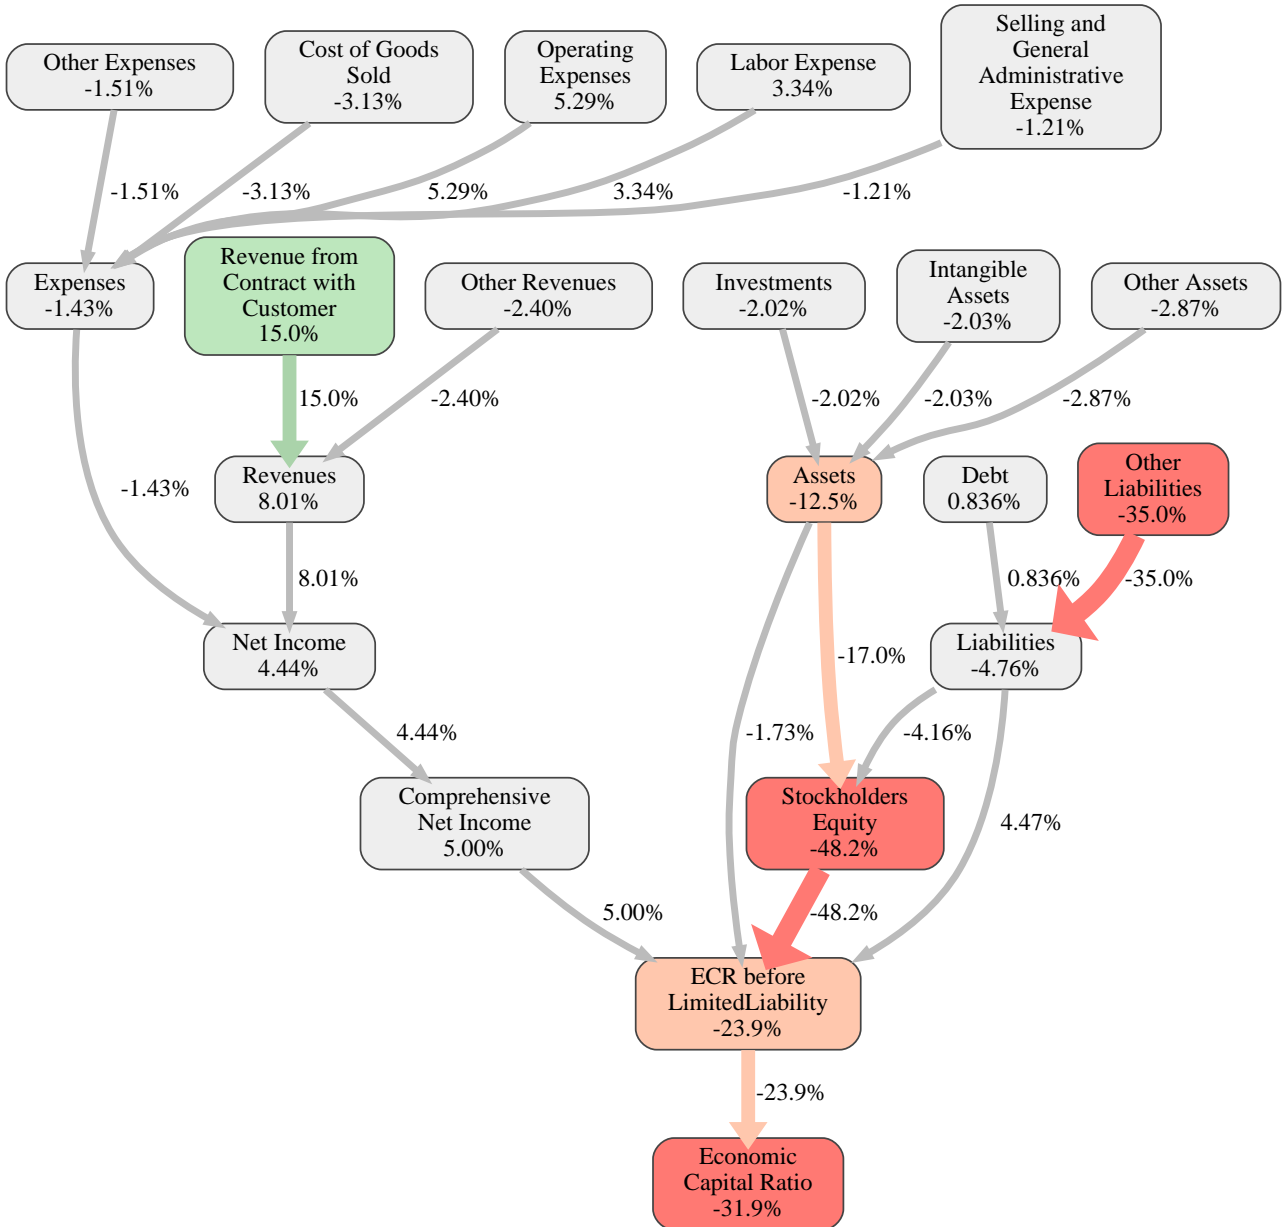 Other Expenses
-1.51%
Cost of Goods
Sold
-3.13%
Operating
Expenses
5.29%
Labor Expense
3.34%
Selling and
General
Administrative
Expense
-1.21%
-1.51%
-3.13%
5.29%
3.34%
-1.21%
Expenses
-1.43%
Revenue from
Contract with
Customer
15.0%
Other Revenues
-2.40%
Investments
-2.02%
Intangible
Assets
-2.03%
Other Assets
-2.87%
15.0%
-2.40%
-2.02%
-2.03%
-2.87%
-1.43%
Revenues
8.01%
Assets
-12.5%
Debt
0.836%
Other
Liabilities
-35.0%
8.01%
0.836%
-35.0%
Net Income
4.44%
-17.0%
Liabilities
-4.76%
4.44%
-1.73%
-4.16%
4.47%
Comprehensive
Net Income
5.00%
Stockholders
Equity
-48.2%
5.00%
-48.2%
ECR before
LimitedLiability
-23.9%
-23.9%
Economic
Capital Ratio
-31.9%